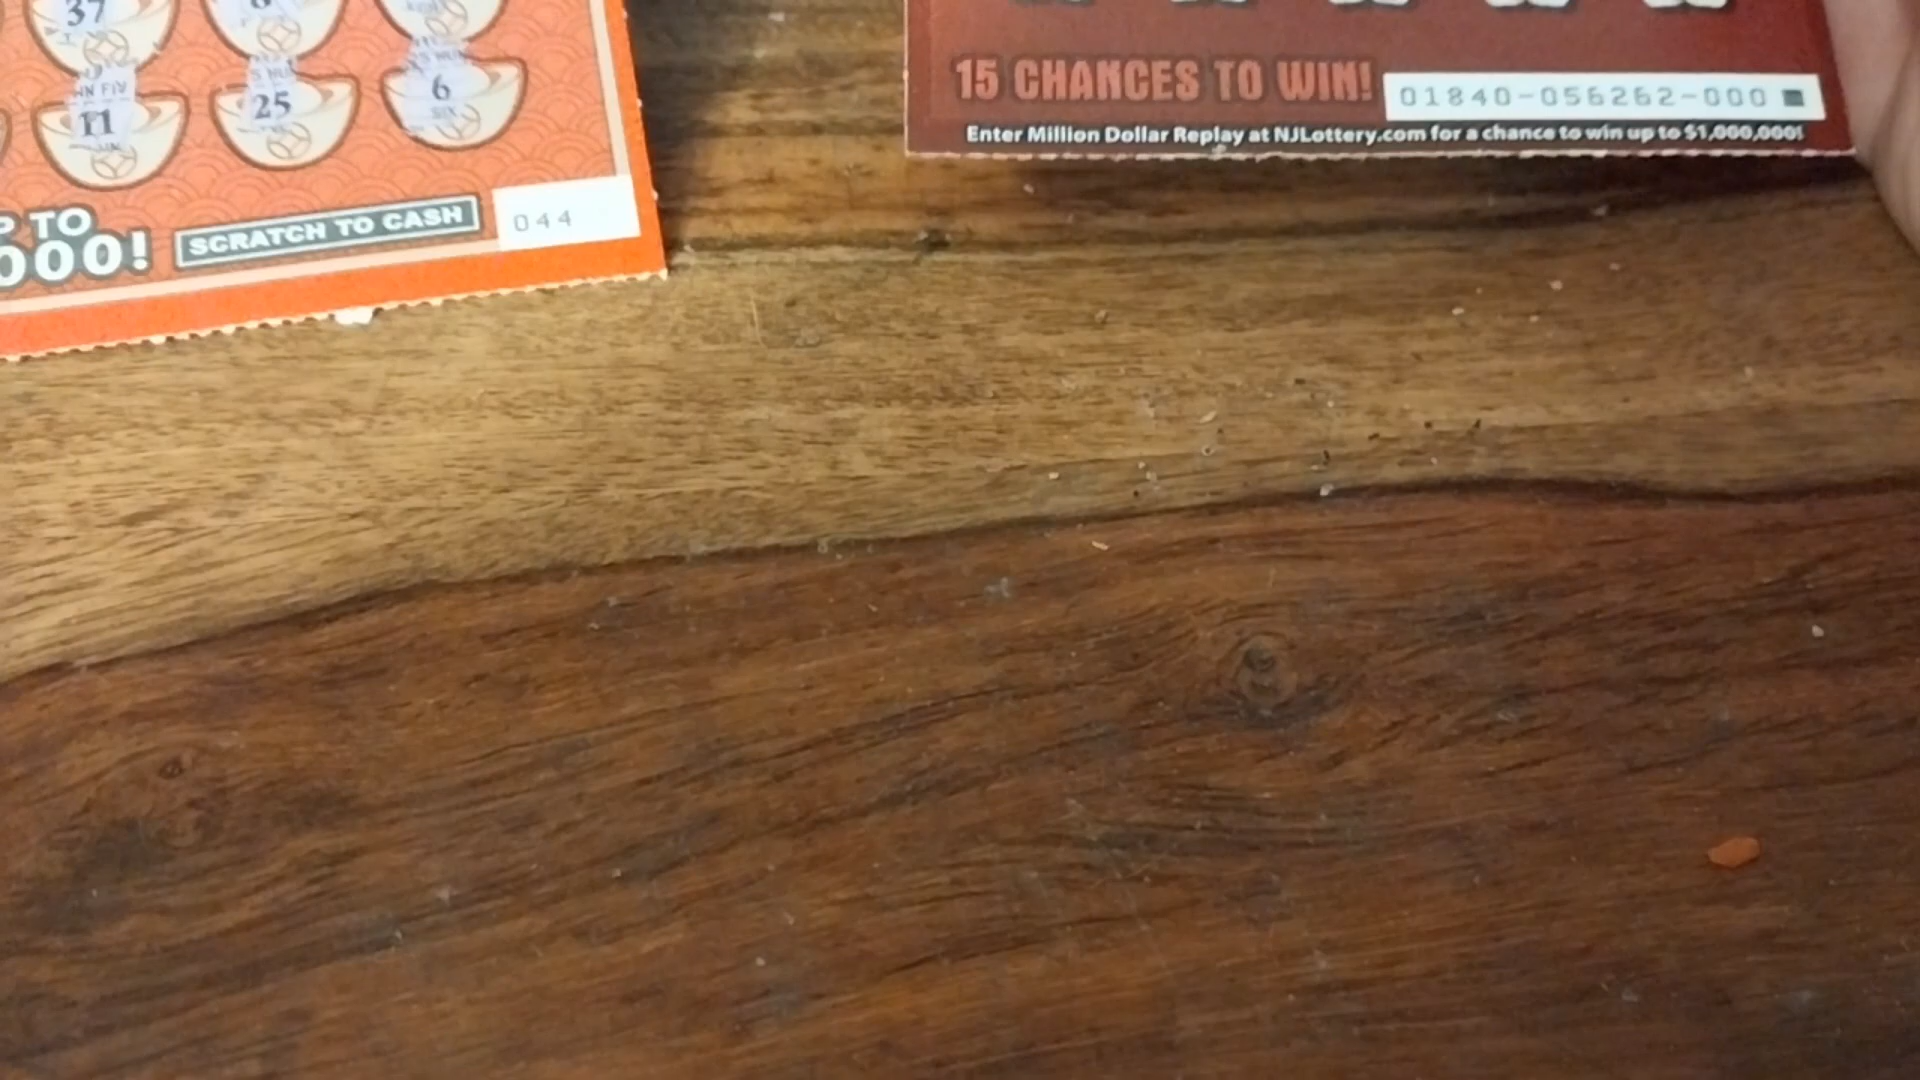 37
11
25
6
SIX
P TO
000!
SCRATCH TO CASH
044
15 CHANCES TO WIN!
01840-056262-000
Enter Million Dollar Replay at NJLottery.com for a chance to win up to $1,000,000!